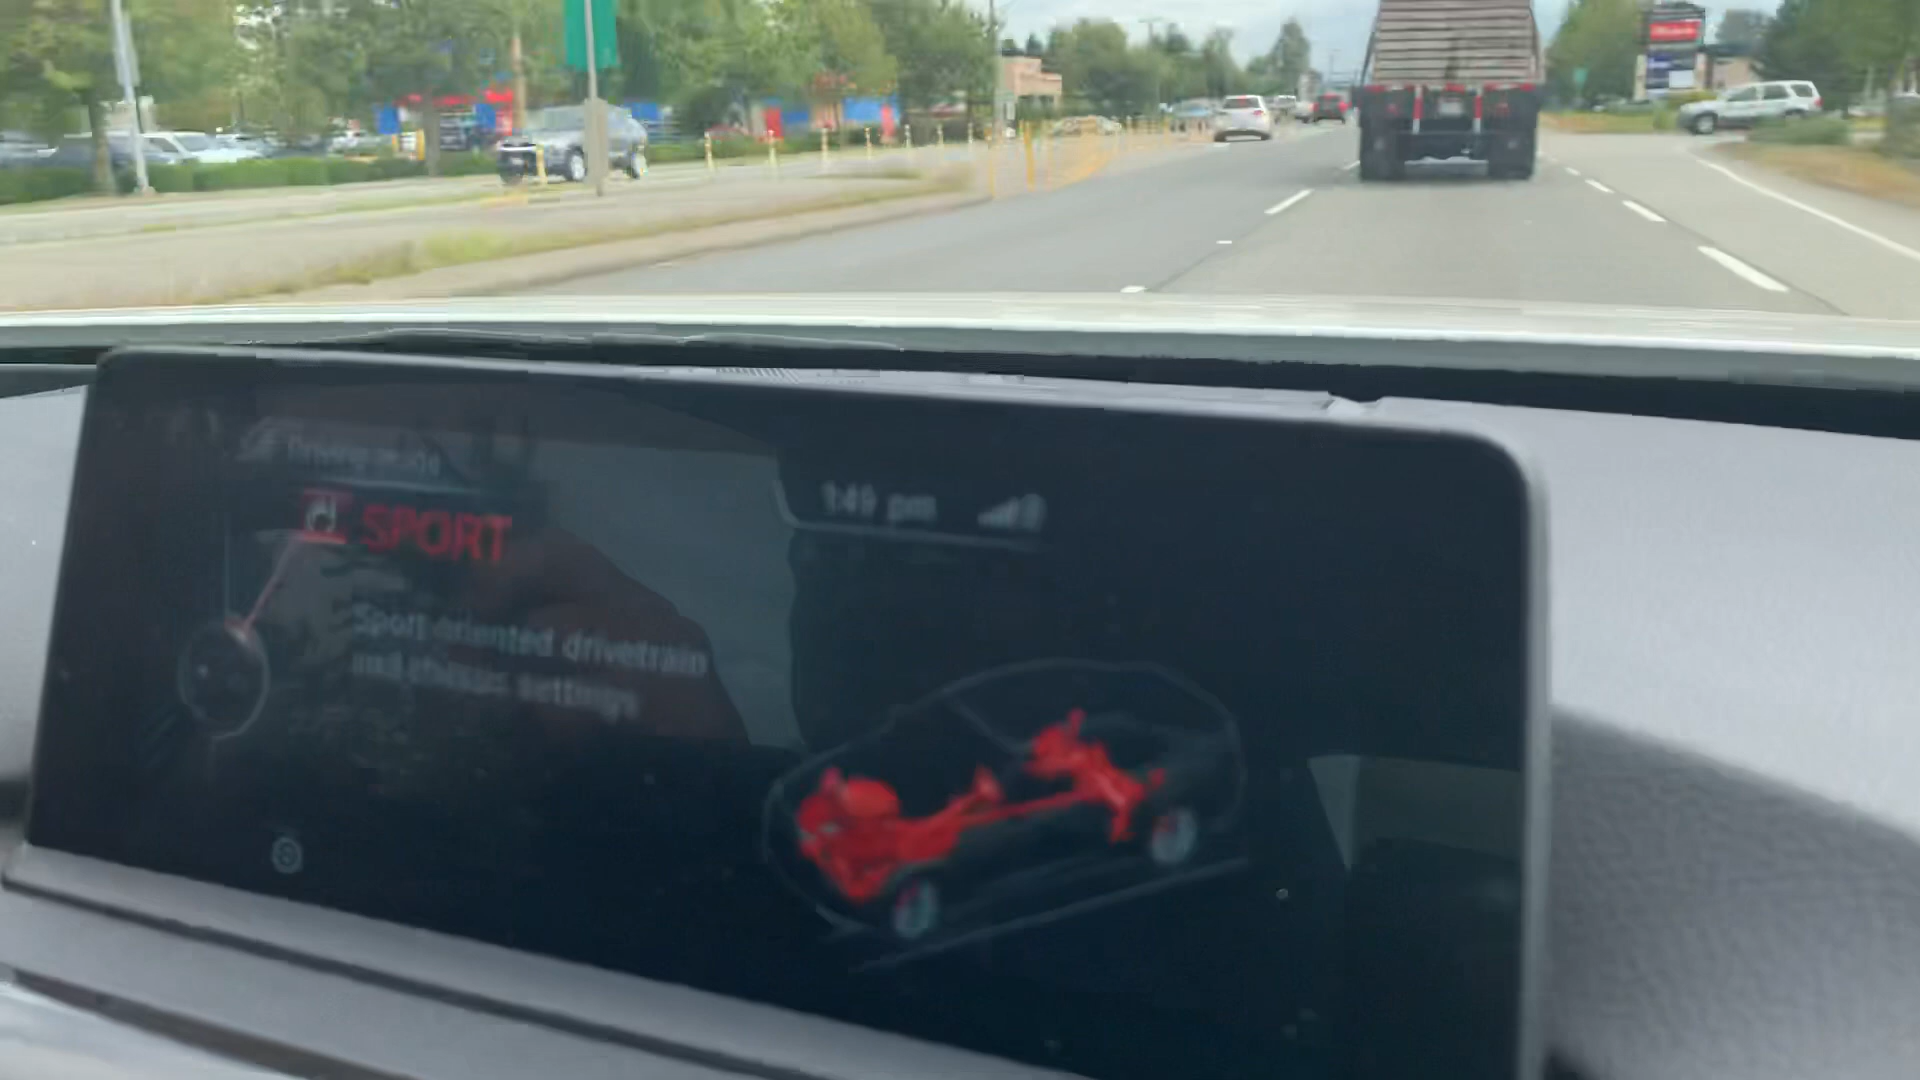 Driving mode
1:49 pm
SPORT
Sport-oriented drivetrain
and chassis settings